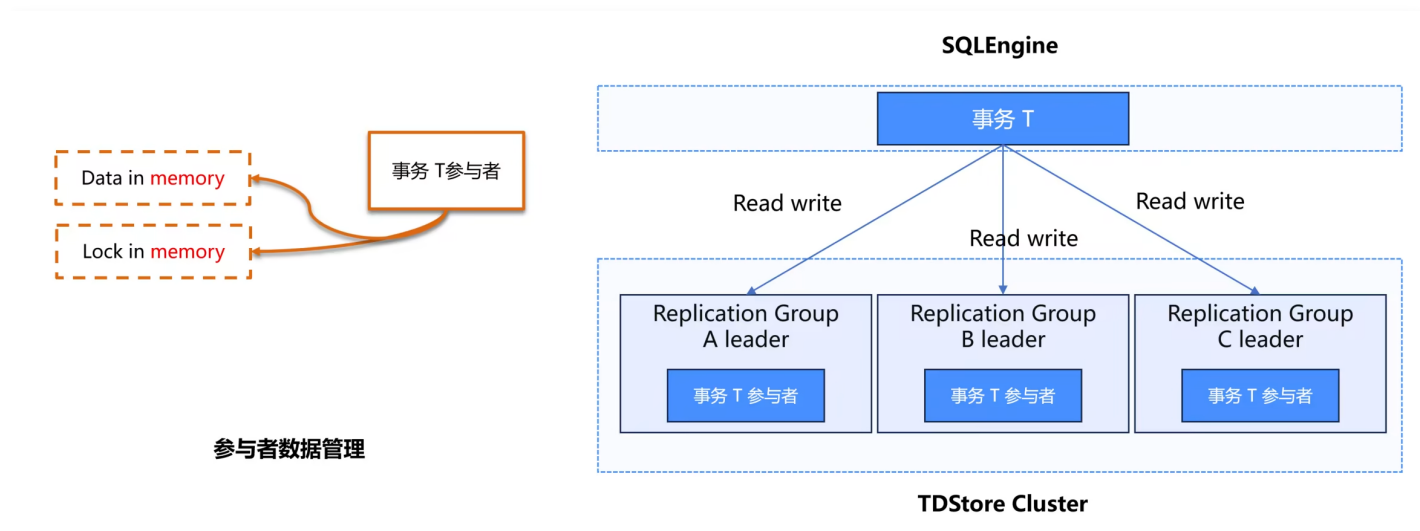 Data in memory
Lock in memory
事务 T参与者
参与者数据管理
SQLEngine
事务 T
Read write
Read write
Read write
Replication Group
A leader
事务 T 参与者
Replication Group
B leader
事务 T 参与者
Replication Group
C leader
事务 T 参与者
TDStore Cluster